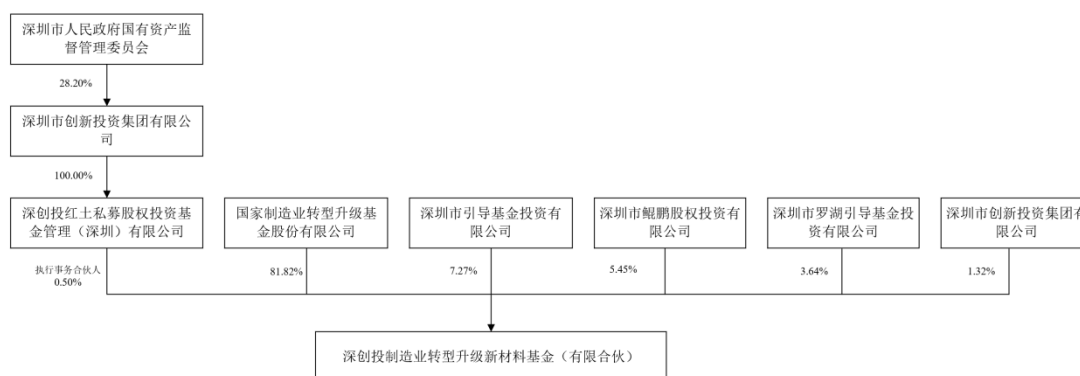 深圳市人民政府国有资产监
督管理委员会
28.20%
深圳市创新投资集团有限公
司
100.00%
深创投红土私募股权投资基
金管理（深圳）有限公司
国家制造业转型升级基
金股份有限公司
深圳市引导基金投资有
限公司
深圳市鲲鹏股权投资有
限公司
深圳市罗湖引导基金投
资有限公司
深圳市创新投资集团有
限公司
执行事务合伙人
0.50%
81.82%
7.27%
5.45%
3.64%
1.32%
深创投制造业转型升级新材料基金（有限合伙）